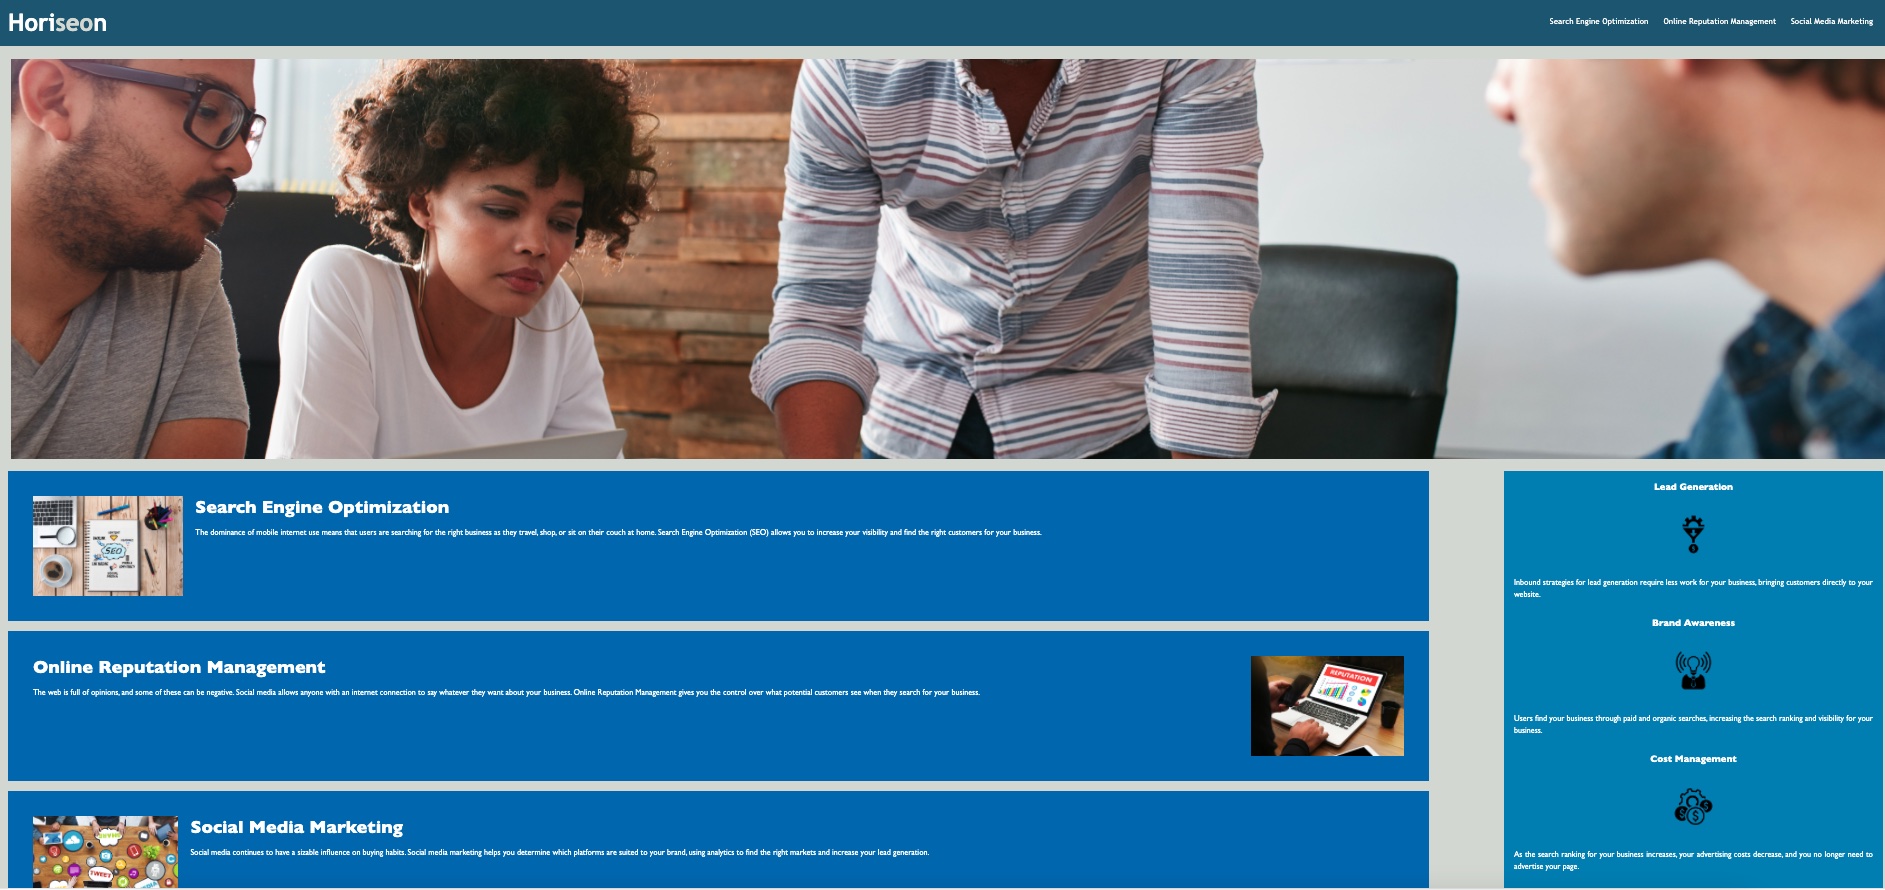 Horiseon
Search Engine Optimization
Online Reputation Management
Social Media Marketing
Search Engine Optimization
The dominance of mobile internet use means that users are searching for the right business as they travel, shop, or sit on their couch at home. Search Engine Optimization (SEO) allows you to increase your visibility and find the right customers for your business.
SEO
Online Reputation Management
The web is full of opinions, and some of these can be negative. Social media allows anyone with an internet connection to say whatever they want about your business. Online Reputation Management gives you the control over what potential customers see when they search for your business.
REPUTATION
Social Media Marketing
Social media continues to have a sizable influence on buying habits. Social media marketing helps you determine which platforms are suited to your brand, using analytics to find the right markets and increase your lead generation.
TWEET
Lead Generation
Inbound strategies for lead generation require less work for your business, bringing customers directly to your
website.
Brand Awareness
Users find your business through paid and organic searches, increasing the search ranking and visibility for your
business.
Cost Management
As the search ranking for your business increases, your advertising costs decrease, and you no longer need to
advertise your page.